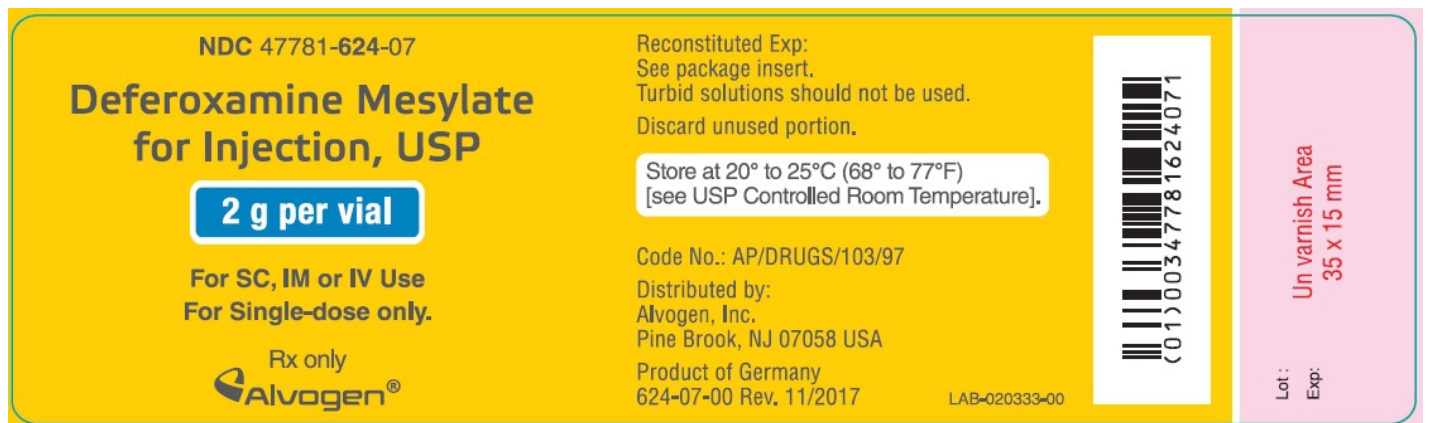 NDC 47781-624-07
Deferoxamine Mesylate
for Injection, USP
2 g per vial
For SC, IM or IV Use
For Single-dose only.
Rx only
Alvogen®
Reconstituted Exp:
See package insert.
Turbid solutions should not be used.
Discard unused portion.
Store at 20° to 25°C (68° to 77°F)
[see USP Controlled Room Temperature].
Code No.: AP/DRUGS/103/97
Distributed by:
Alvogen, Inc.
Pine Brook, NJ 07058 USA
Product of Germany
624-07-00 Rev. 11/2017
LAB-020333-00
(01)00347781624071
Un varnish Area
35 x 15 mm
Lot :
Exp: